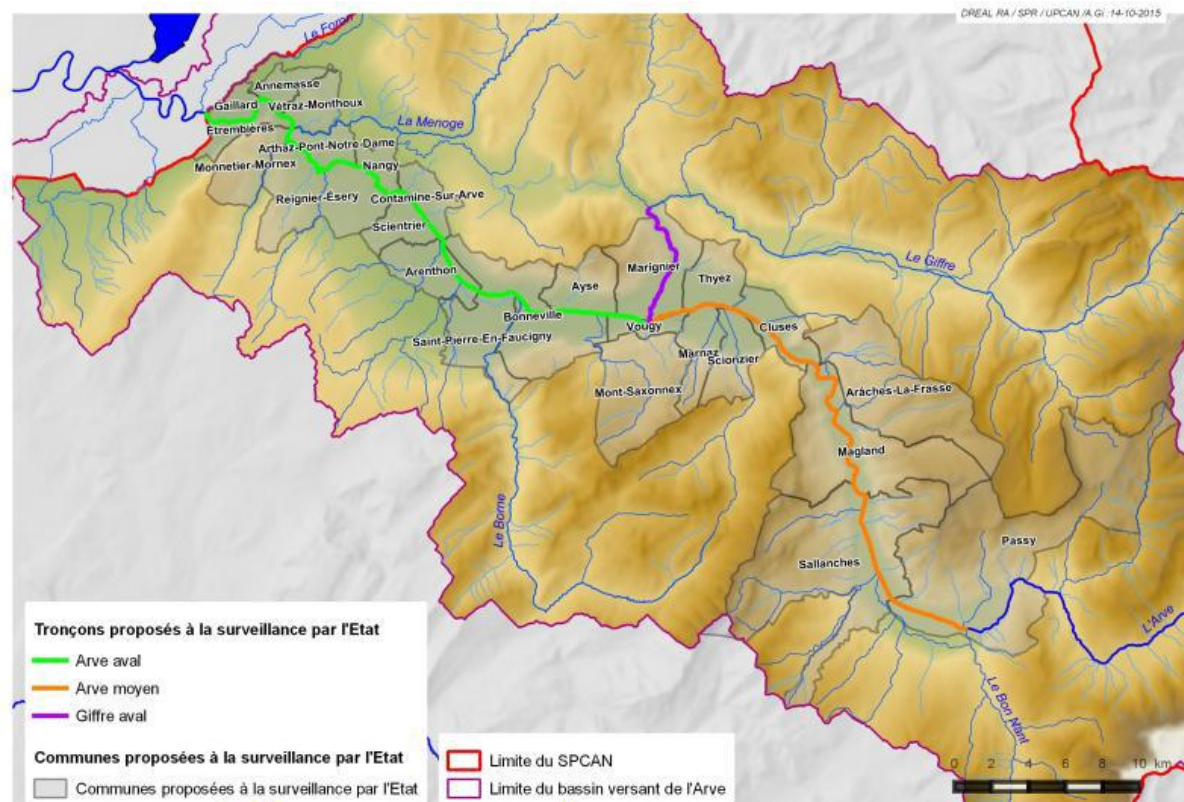 DREAL RA / SPR / UPCAN /A.Gi : 14-10-2015
Le Foron
Annemasse
Gaillard
Vétraz-Monthoux
Étrembières
La Menoge
Arthaz-Pont-Notre-Dame
Monnetier-Mornex
Nangy
Reignier-Ésery
Contamine-Sur-Arve
Scientrier
Arenthon
Marignier
Le Giffre
Thyez
Ayse
Bonneville
Vougy
Cluses
Saint-Pierre-En-Faucigny
Marnaz
Scionzier
Mont-Saxonnex
Arâches-La-Frasse
Magland
Le Borne
Passy
Sallanches
L'Arve
Le Bon Nant
Tronçons proposés à la surveillance par l'Etat
Arve aval
Arve moyen
Giffre aval
Communes proposées à la surveillance par l'Etat
Communes proposées à la surveillance par l'Etat
Limite du SPCAN
Limite du bassin versant de l'Arve
0 2 4 6 8 10 km